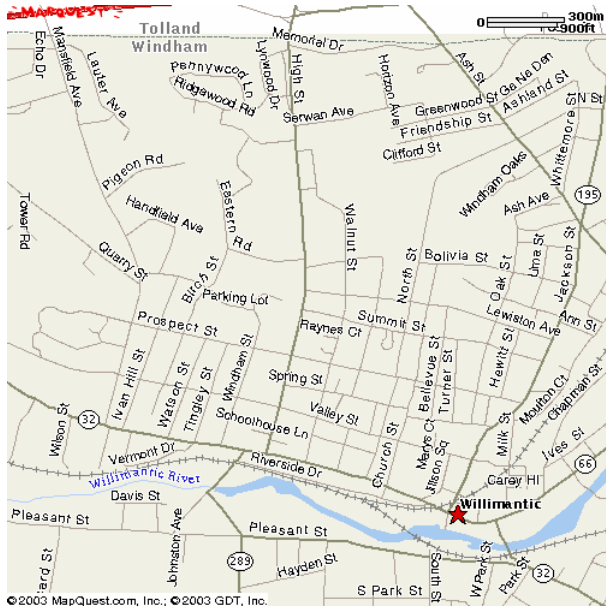 MARQUEST
0 300m
900ft
Tolland
Windham
Memorial Dr
Echo Dr
Mansfield Ave
Lauter Ave
Pennywood Ln
Ridgewood Rd
Lynwood Dr
High St
Serwan Ave
Horizon Ave
Ash St
Ga Na Den
Greenwood St
Ashland St
N St
Friendship St
Clifford St
Whittemore St
Windham Oaks
Pigeon Rd
Handfield Ave
Eastern Rd
Tower Rd
Quarry St
Birch St
Walnut St
North St
Ash Ave
195
Bolivia St
Uma St
Oak St
Jackson St
Parking Lot
Prospect St
Raynes Ct
Summit St
Lewiston Ave
Ann St
Ivan Hill St
Watson St
Tingley St
Windham St
Spring St
Bellevue St
Turner St
Hewitt St
Moulton Ct
Chapman St
Wilson St
32
Schoolhouse Ln
Valley St
Church St
Marys Ct
Jillson Sq
Milk St
Ives St
66
Vermont Dr
Riverside Dr
Carey Hl
Willimantic River
Willimantic
Davis St
Pleasant St
Johnston Ave
Pleasant St
289
Hayden St
S Park St
South St
W Park St
Park St
32
ard St
©2003 MapQuest.com, Inc.; ©2003 GDT, Inc.